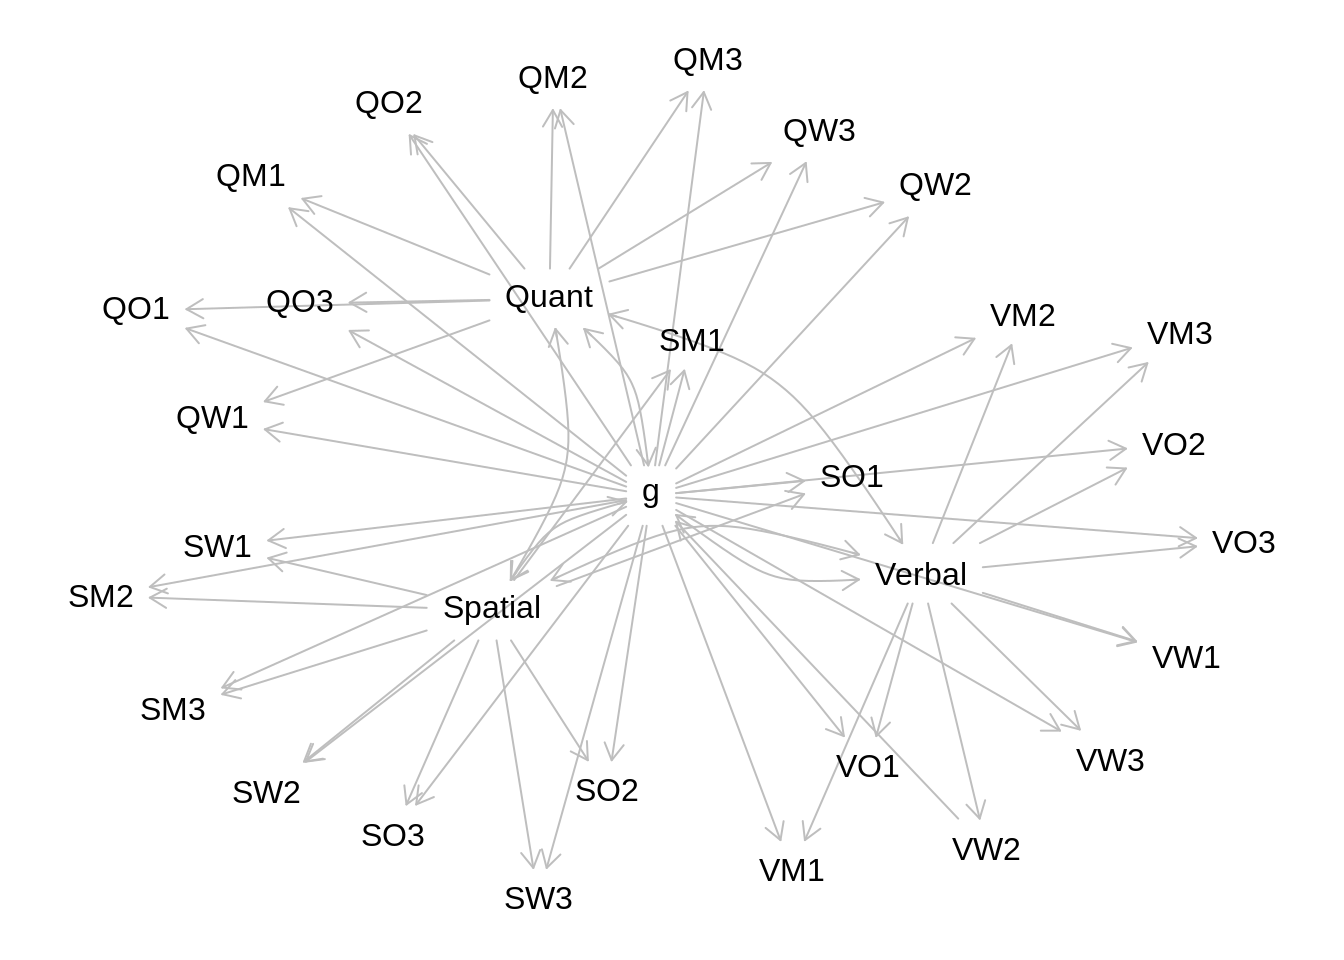 QM3
QM2
QO2
QW3
QM1
QW2
Quant
QO3
QO1
VM2
VM3
SM1
QW1
VO2
SO1
g
SW1
VO3
Verbal
SM2
Spatial
VW1
SM3
VW3
VO1
SO2
SW2
SO3
VW2
VM1
SW3